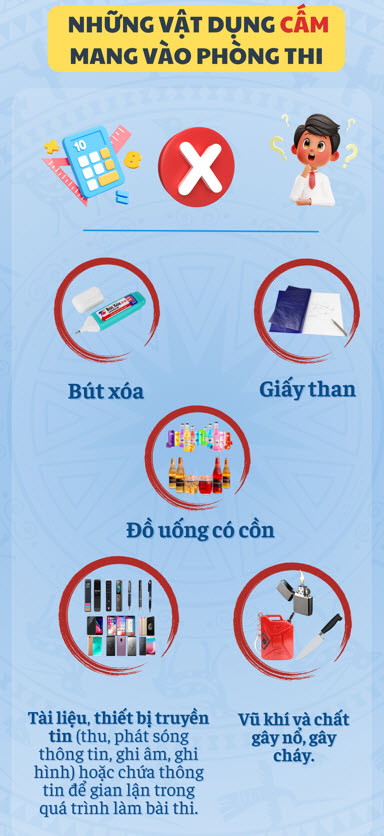 NHỮNG VẬT DỤNG CẤM
MANG VÀO PHÒNG THI
Bút xóa
Giấy than
Đồ uống có cồn
Tài liệu, thiết bị truyền
tin (thu, phát sóng
thông tin, ghi âm, ghi
hình) hoặc chứa thông
tin để gian lận trong
quá trình làm bài thi.
Vũ khí và chất
gây nổ, gây
cháy.